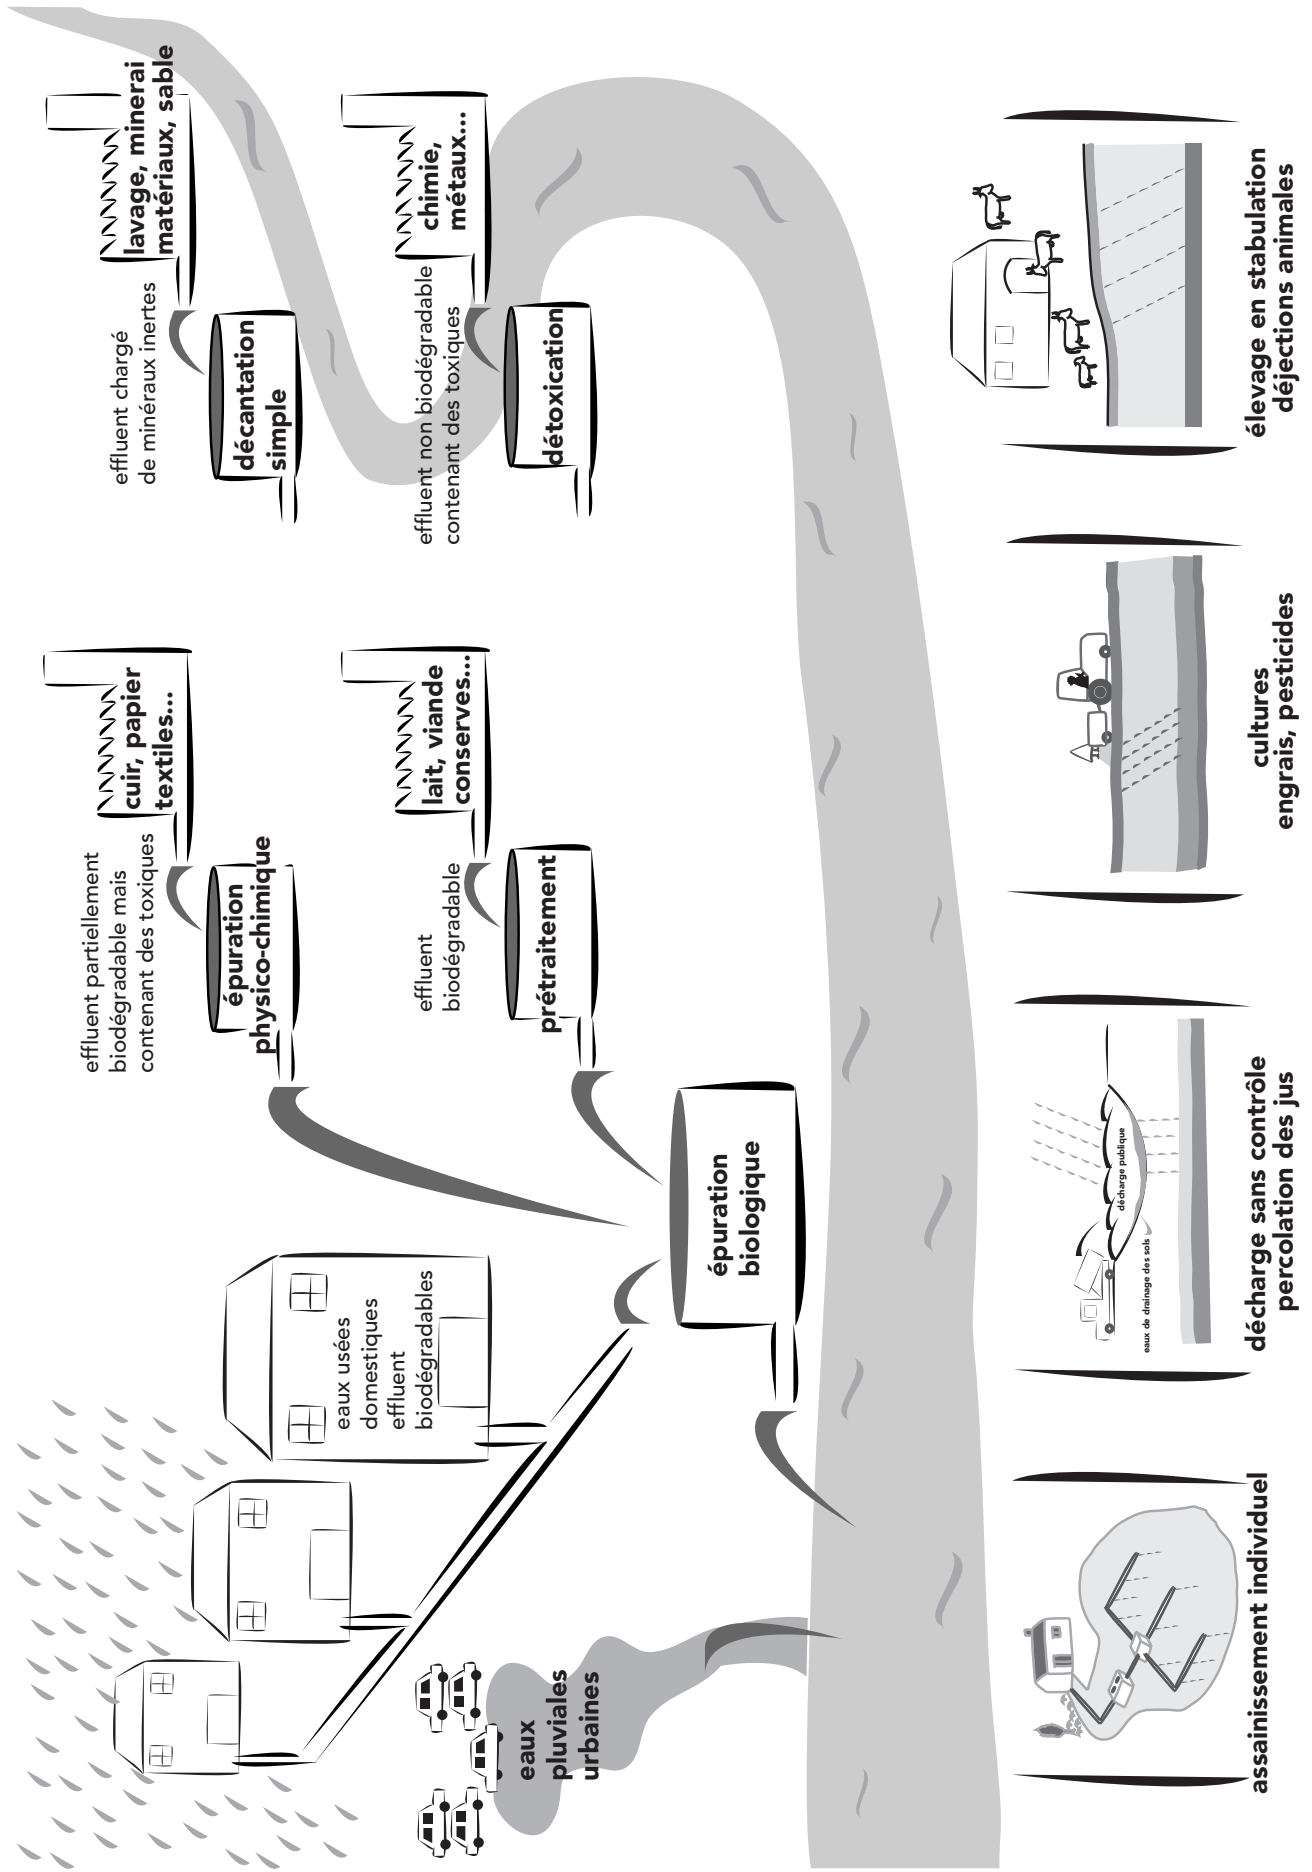 effluent partiellement
biodégradable mais
contenant des toxiques
cuir, papier
textiles...
effluent chargé
de minéraux inertes
lavage, minerai
matériaux, sable
épuration
physico-chimique
décantation
simple
eaux usées
domestiques
effluent
biodégradables
effluent
biodégradable
lait, viande
conserves...
effluent non biodégradable
contenant des toxiques
chimie,
métaux...
prétraitement
détoxication
eaux
pluviales
urbaines
épuration
biologique
assainissement individuel
décharge publique
eaux de drainage des sols
décharge sans contrôle
percolation des jus
cultures
engrais, pesticides
élevage en stabulation
déjections animales